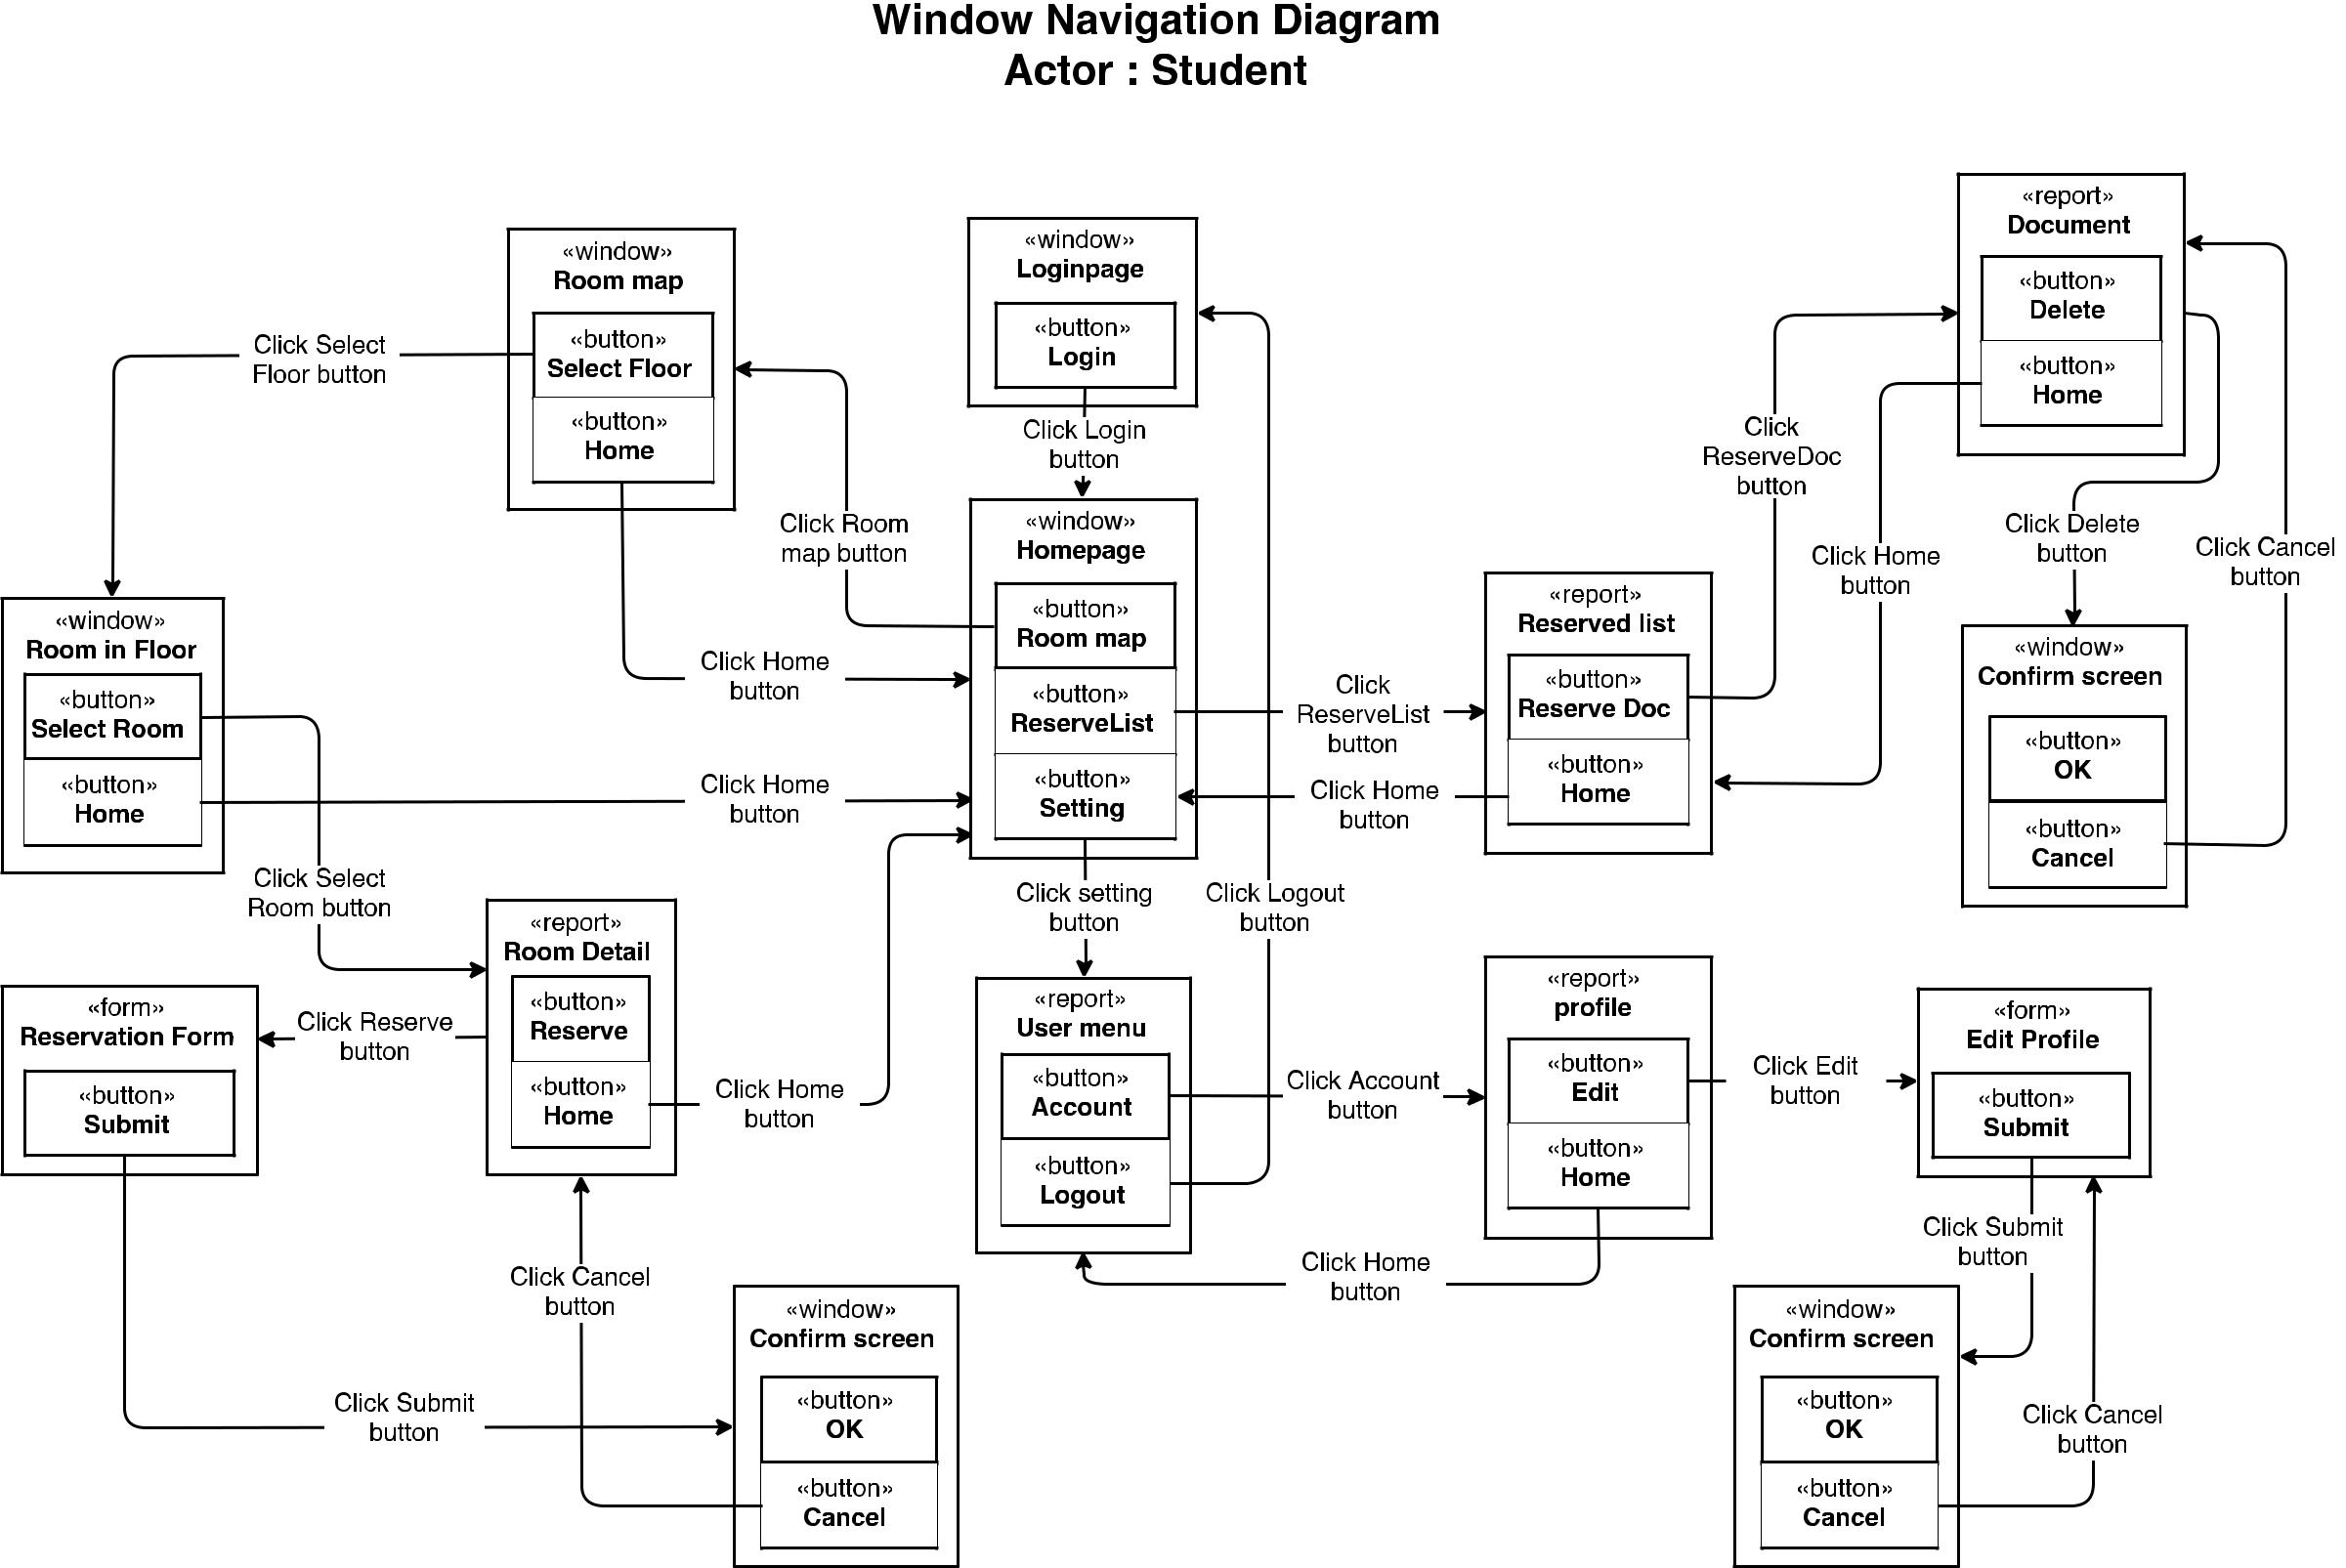 Window Navigation Diagram
Actor : Student
«window»
Room map
«button»
Select Floor
«button»
Home
«window»
Loginpage
«button»
Login
«report»
Document
«button»
Delete
«button»
Home
Click Select
Floor button
Click Login
button
Click Room
map button
Click
ReserveDoc
button
Click Home
button
Click Delete
button
Click Cancel
button
«window»
Homepage
«button»
Room map
«button»
ReserveList
«button»
Setting
«window»
Room in Floor
«button»
Select Room
«button»
Home
Click Home
button
Click Home
button
Click
ReserveList
button
Click Home
button
«report»
Reserved list
«button»
Reserve Doc
«button»
Home
«window»
Confirm screen
«button»
OK
«button»
Cancel
Click Select
Room button
Click setting
button
Click Logout
button
«report»
Room Detail
«button»
Reserve
«button»
Home
«form»
Reservation Form
«button»
Submit
Click Reserve
button
Click Home
button
«report»
User menu
«button»
Account
«button»
Logout
Click Account
button
«report»
profile
«button»
Edit
«button»
Home
Click Edit
button
«form»
Edit Profile
«button»
Submit
Click Cancel
button
Click Home
button
Click Submit
button
«window»
Confirm screen
«button»
OK
«button»
Cancel
Click Submit
button
«window»
Confirm screen
«button»
OK
«button»
Cancel
Click Cancel
button